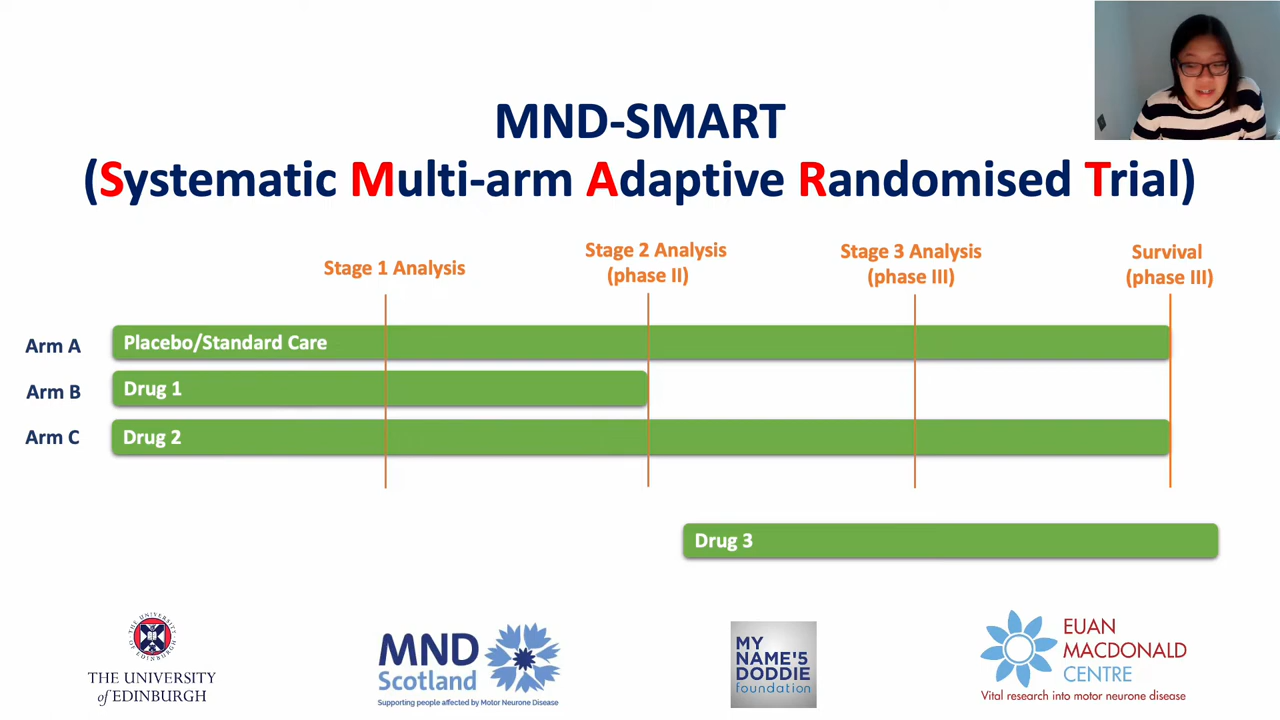 MND-SMART
(Systematic Multi-arm Adaptive Randomised Trial)
Stage 1 Analysis
Stage 2 Analysis
(phase II)
Stage 3 Analysis
(phase III)
Survival
(phase III)
Arm A
Placebo/Standard Care
Arm B
Drug 1
Arm C
Drug 2
Drug 3
THE UNIVERSITY
of EDINBURGH
MND
Scotland
Supporting people affected by Motor Neurone Disease
MY
NAME'5
DODDIE
foundation
EUAN
MACDONALD
CENTRE
Vital research into motor neurone disease